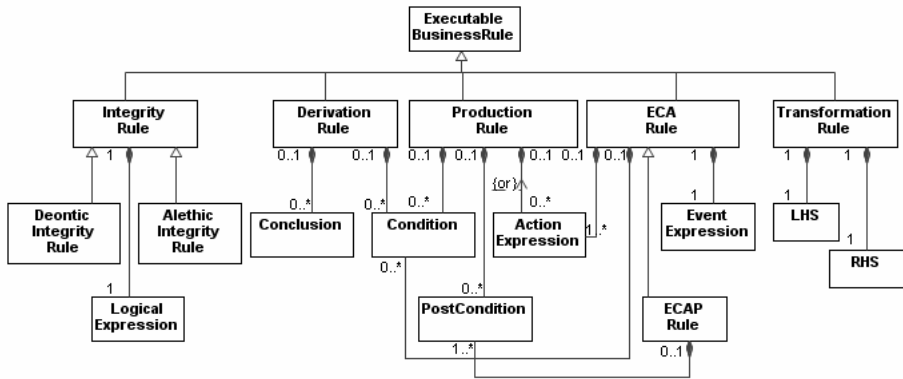 Executable
BusinessRule
Integrity
Rule
Derivation
Rule
Production
Rule
ECA
Rule
Transformation
Rule
1
0..1
0..1
0..1
0..1
0..1
0..1
0..1
1
1
1
{or}
0..*
0..*
0..*
1
1
Deontic
Integrity
Rule
Alethic
Integrity
Rule
Conclusion
Condition
Action
Expression
1..*
Event
Expression
LHS
1
RHS
0..*
1
0..*
Logical
Expression
PostCondition
ECAP
Rule
1..*
0..1